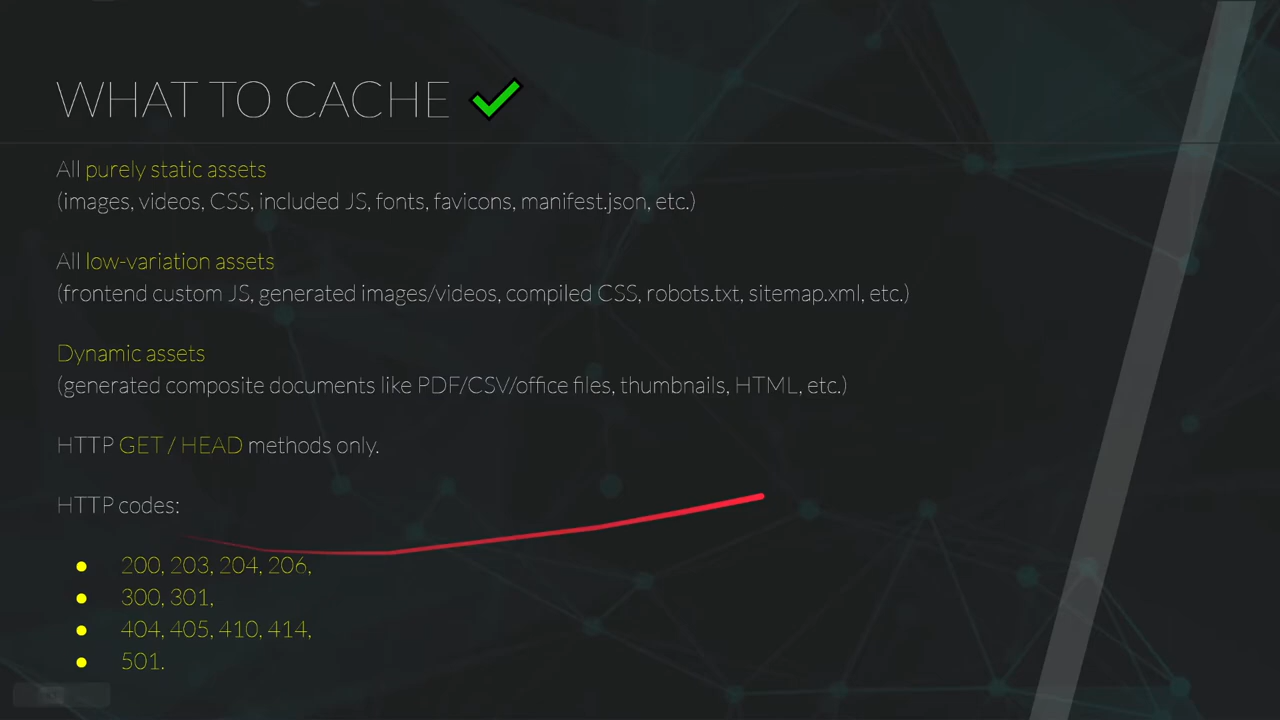 WHAT TO CACHE
All purely static assets
(images, videos, CSS, included JS, fonts, favicons, manifest.json, etc.)
All low-variation assets
(frontend custom JS, generated images/videos, compiled CSS, robots.txt, sitemap.xml, etc.)
Dynamic assets
(generated composite documents like PDF/CSV/office files, thumbnails, HTML, etc.)
HTTP GET / HEAD methods only.
HTTP codes:
200, 203, 204, 206,
300, 301,
404, 405, 410, 414,
501.